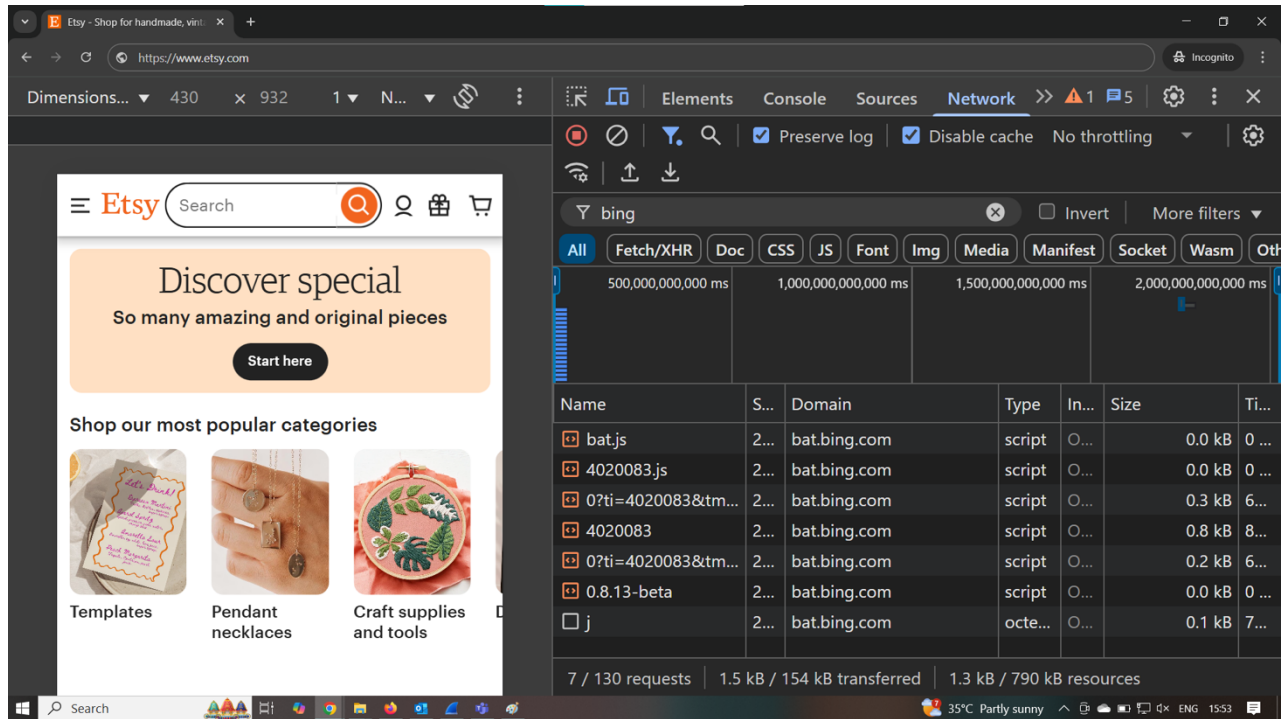 Etsy - Shop for handmade, vint
https://www.etsy.com
Incognito
Dimensions... 430 × 932 1 N...
Elements Console Sources Network 1 5
Preserve log Disable cache No throttling
bing Invert More filters
All Fetch/XHR Doc CSS JS Font Img Media Manifest Socket Wasm Oth
500,000,000,000 ms 1,000,000,000,000 ms 1,500,000,000,000 ms 2,000,000,000,000 ms
Name S... Domain Type In... Size Ti...
bat.js 2... bat.bing.com script O... 0.0 kB 0 ...
4020083.js 2... bat.bing.com script O... 0.0 kB 0 ...
0?ti=4020083&tm... 2... bat.bing.com script O... 0.3 kB 6...
4020083 2... bat.bing.com script O... 0.8 kB 8...
0?ti=4020083&tm... 2... bat.bing.com script O... 0.2 kB 6...
0.8.13-beta 2... bat.bing.com script O... 0.0 kB 0 ...
j 2... bat.bing.com octe... O... 0.1 kB 7...
7 / 130 requests 1.5 kB / 154 kB transferred 1.3 kB / 790 kB resources
Etsy Search
Discover special
So many amazing and original pieces
Start here
Shop our most popular categories
Let's Drink!
Templates
Pendant
necklaces
Craft supplies
and tools
Search
35°C Partly sunny ENG 1553